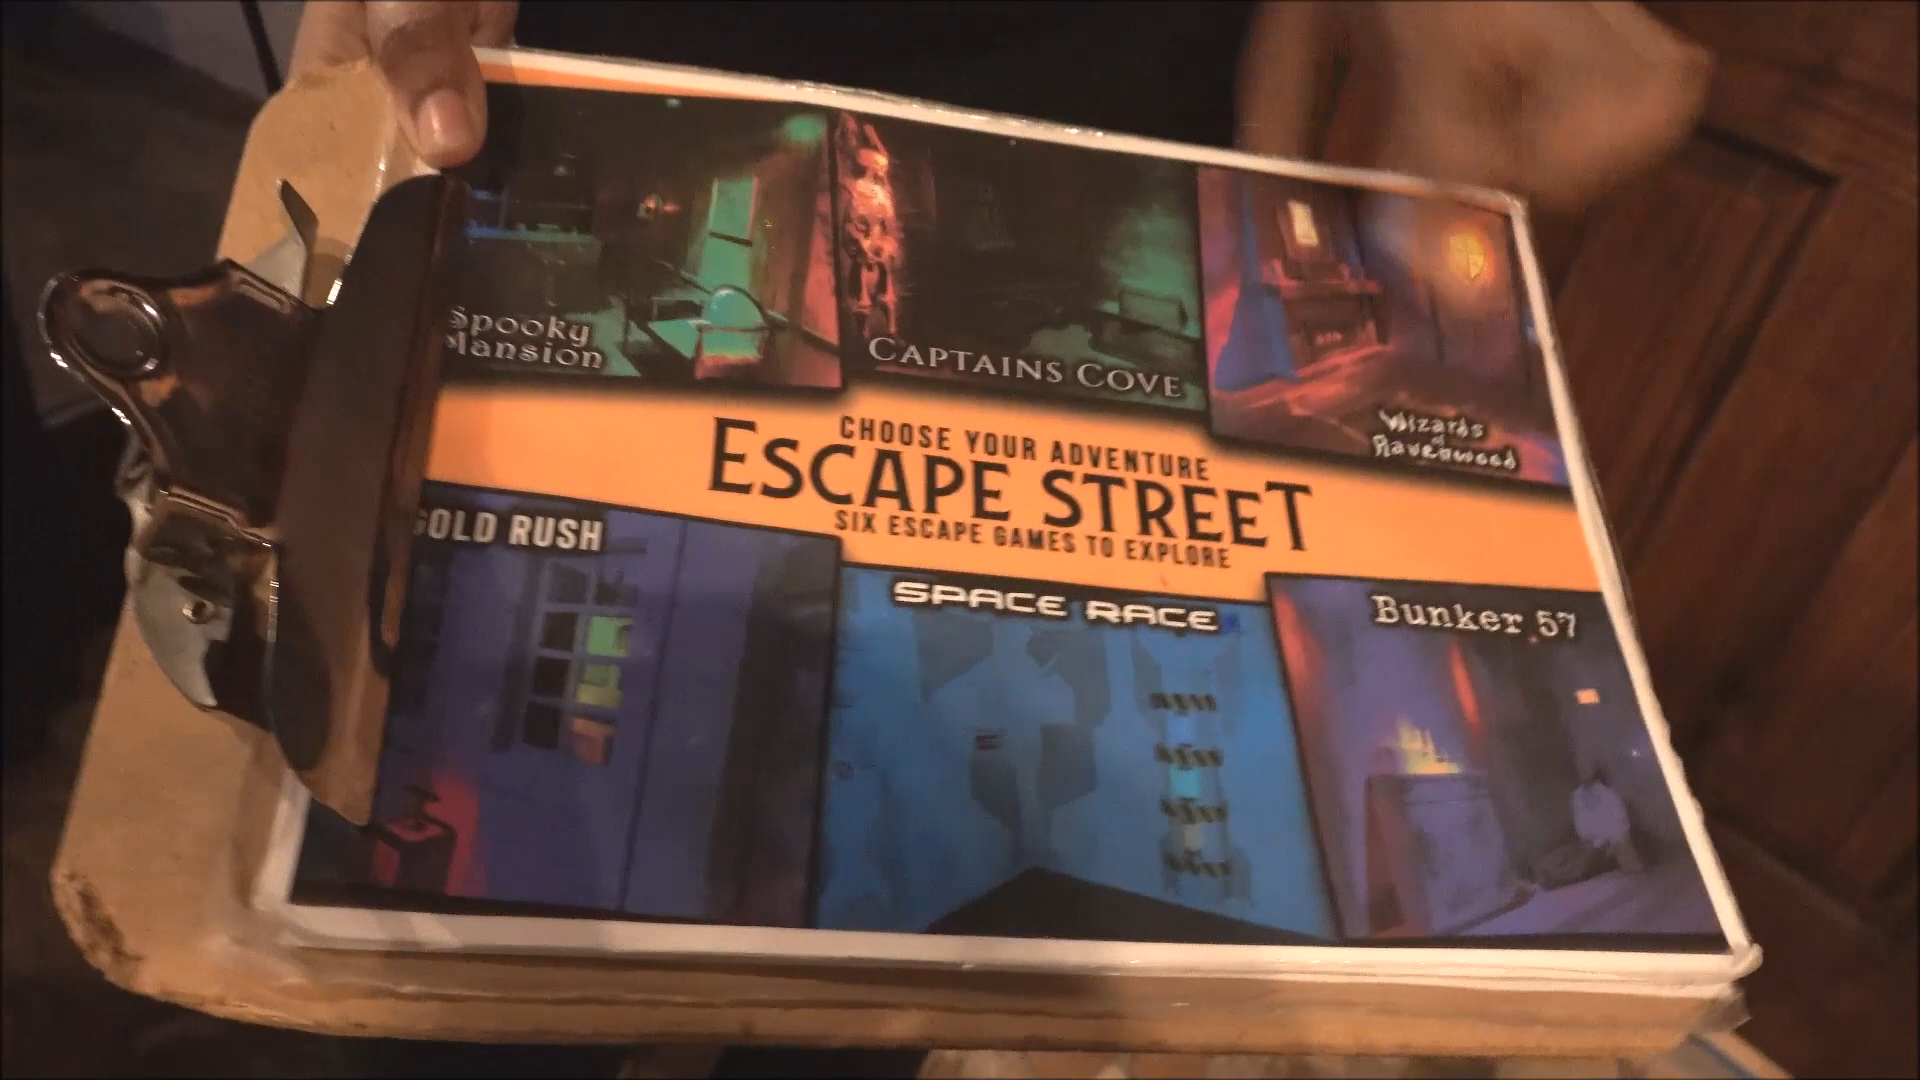 Spooky
Mansion
CAPTAINS COVE
Wizards
of
Ravenwood
CHOOSE YOUR ADVENTURE
ESCAPE STREET
SIX ESCAPE GAMES TO EXPLORE
GOLD RUSH
SPACE RACE
Bunker 57